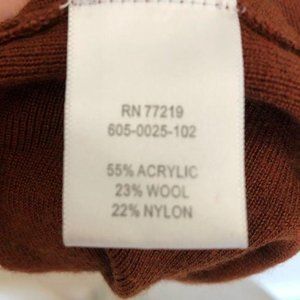 RN 77219
605-0025-102
55% ACRYLIC
23% WOOL
22% NYLON